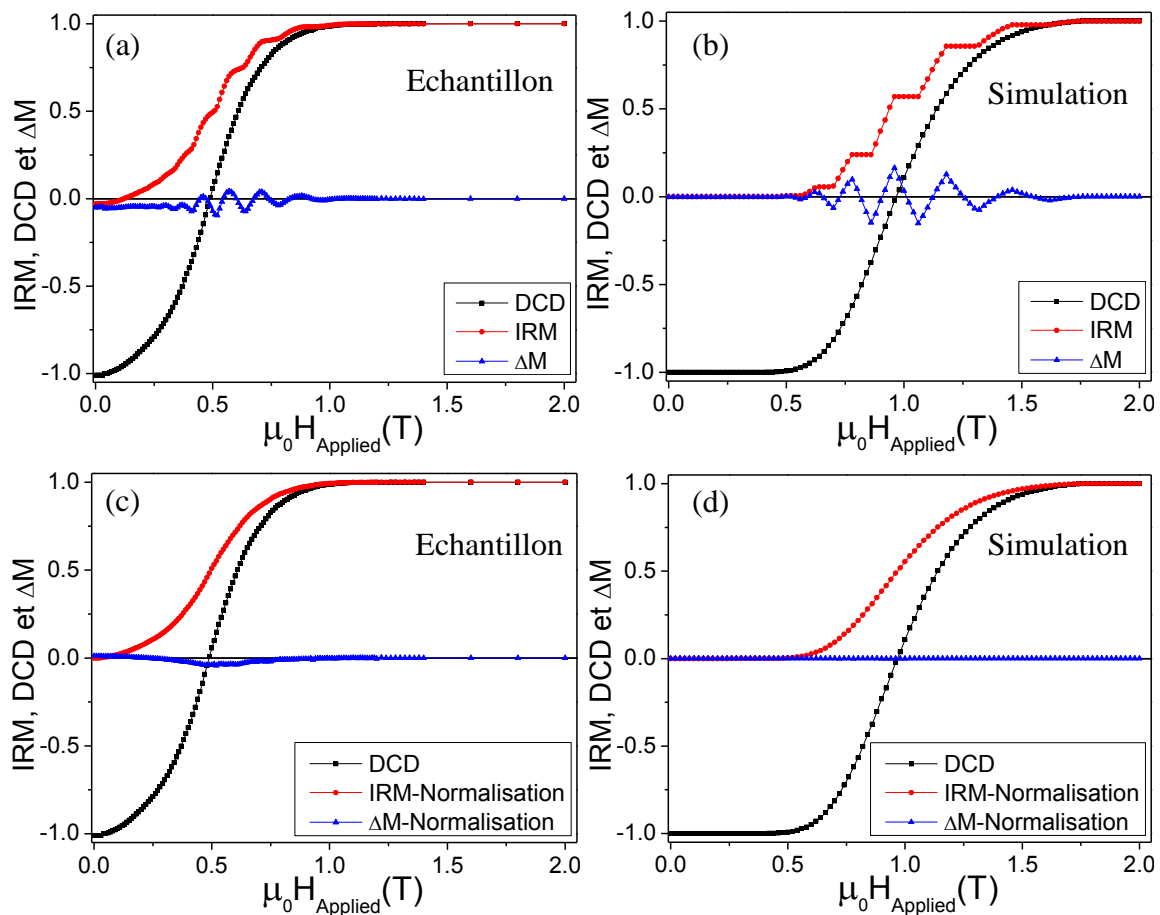 (a)
Echantillon
IRM, DCD et ΔM
1.0
0.5
0.0
-0.5
-1.0
DCD
IRM
ΔM
0.0 0.5 1.0 1.5 2.0
μ₀H_Applied(T)
(b)
Simulation
IRM, DCD et ΔM
1.0
0.5
0.0
-0.5
-1.0
DCD
IRM
ΔM
0.0 0.5 1.0 1.5 2.0
μ₀H_Applied(T)
(c)
Echantillon
IRM, DCD et ΔM
1.0
0.5
0.0
-0.5
-1.0
DCD
IRM-Normalisation
ΔM-Normalisation
0.0 0.5 1.0 1.5 2.0
μ₀H_Applied(T)
(d)
Simulation
IRM, DCD et ΔM
1.0
0.5
0.0
-0.5
-1.0
DCD
IRM-Normalisation
ΔM-Normalisation
0.0 0.5 1.0 1.5 2.0
μ₀H_Applied(T)